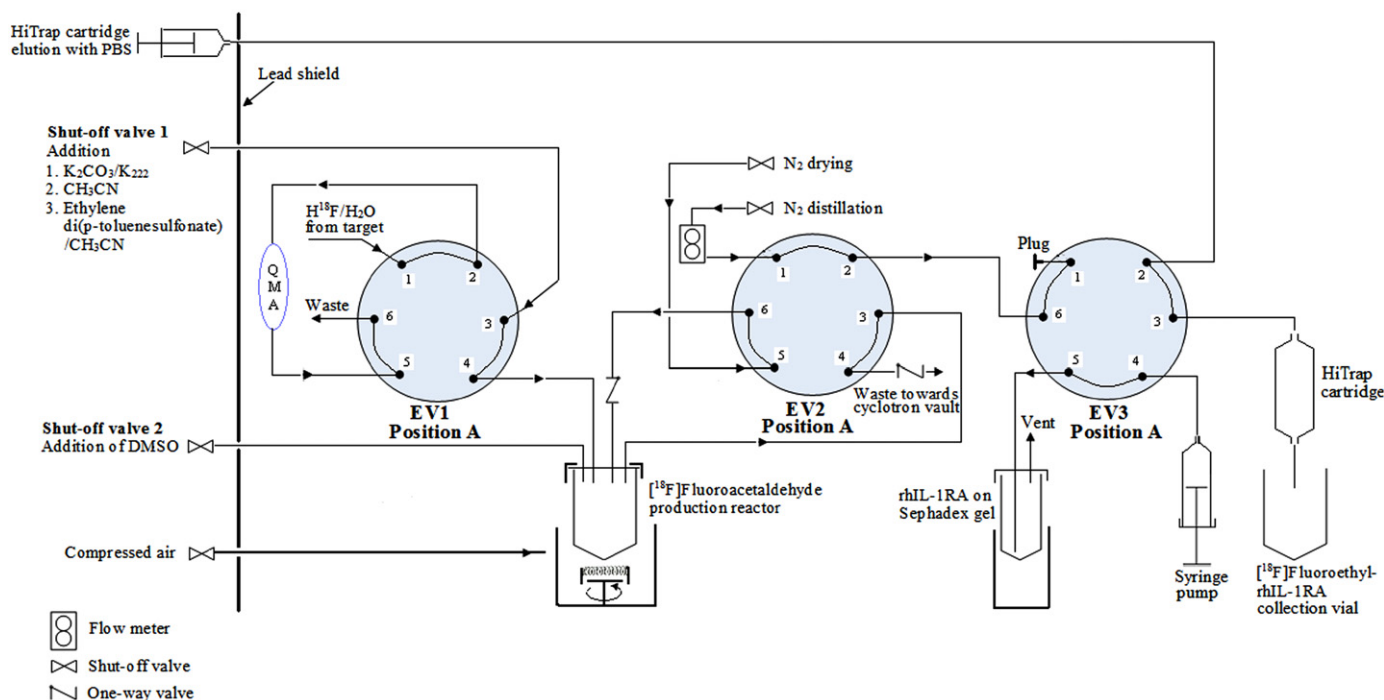 HiTrap cartridge
elution with PBS
Lead shield
Shut-off valve 1
Addition
1. K₂CO₃/K₂₂₂
2. CH₃CN
3. Ethylene
di(p-toluenesulfonate)
/CH₃CN
QMA
H¹⁸F/H₂O
from target
1
2
3
4
5
6
Waste
EV1
Position A
N₂ drying
N₂ distillation
1
2
3
4
5
6
Waste to wards
cyclotron vault
EV2
Position A
Plug
1
2
3
4
5
6
EV3
Position A
HiTrap
cartridge
Shut-off valve 2
Addition of DMSO
[¹⁸F]Fluoroacetaldehyde
production reactor
Vent
rhIL-1RA on
Sephadex gel
Syringe
pump
[¹⁸F]Fluoroethyl-
rhIL-1RA
collection vial
Compressed air
Flow meter
Shut-off valve
One-way valve